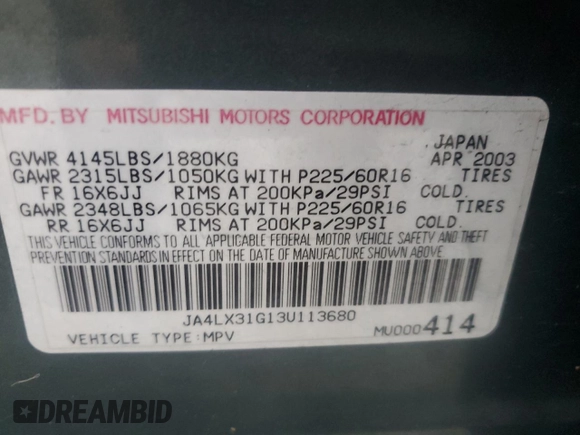 MFD. BY MITSUBISHI MOTORS CORPORATION
JAPAN
GVWR 4145LBS/1880KG APR 2003
GAWR 2315LBS/1050KG WITH P225/60R16 TIRES
FR 16X6JJ RIMS AT 200KPa/29PSI COLD.
GAWR 2348LBS/1065KG WITH P225/60R16 TIRES
RR 16X6JJ RIMS AT 200KPa/29PSI COLD.
THIS VEHICLE CONFORMS TO ALL APPLICABLE FEDERAL MOTOR VEHICLE SAFETY AND THEFT
PREVENTION STANDARDS IN EFFECT ON THE DATE OF MANUFACTURE SHOWN ABOVE.
JA4LX31G13U113680
VEHICLE TYPE:MPV MU000414
DREAMBID